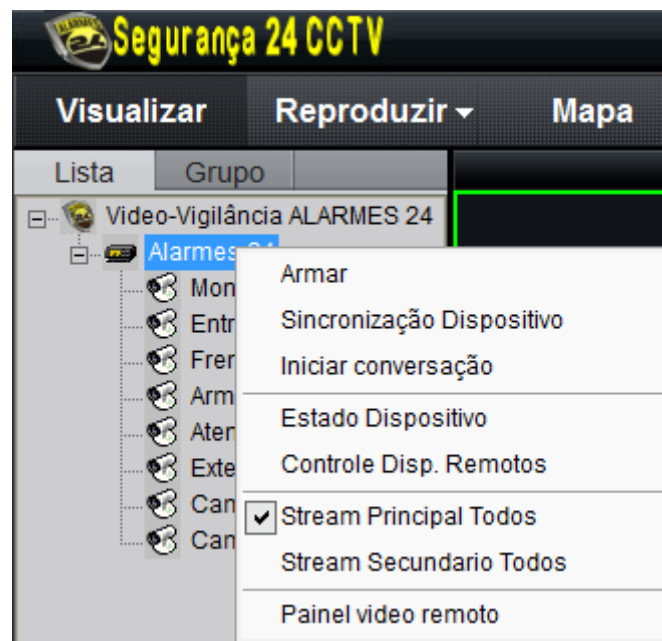 Segurança 24 CCTV
Visualizar Reproduzir Mapa
Lista Grupo
Video-Vigilância ALARMES 24
Alarmes 24
Mon
Entr
Fren
Arm
Aten
Exte
Can
Can
Armar
Sincronização Dispositivo
Iniciar conversação
Estado Dispositivo
Controle Disp. Remotos
Stream Principal Todos
Stream Secundario Todos
Painel video remoto